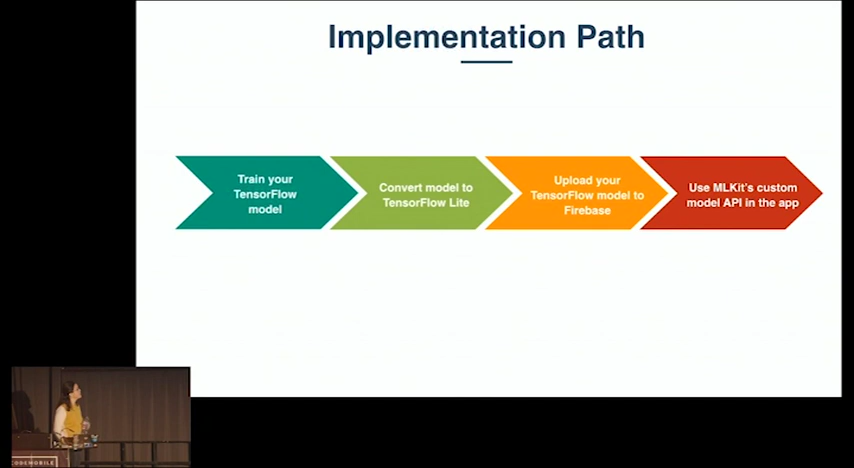 Implementation Path
Train your
TensorFlow
model
Convert model to
TensorFlow Lite
Upload your
TensorFlow model to
Firebase
Use MLKit's custom
model API in the app
CODEMOBILE